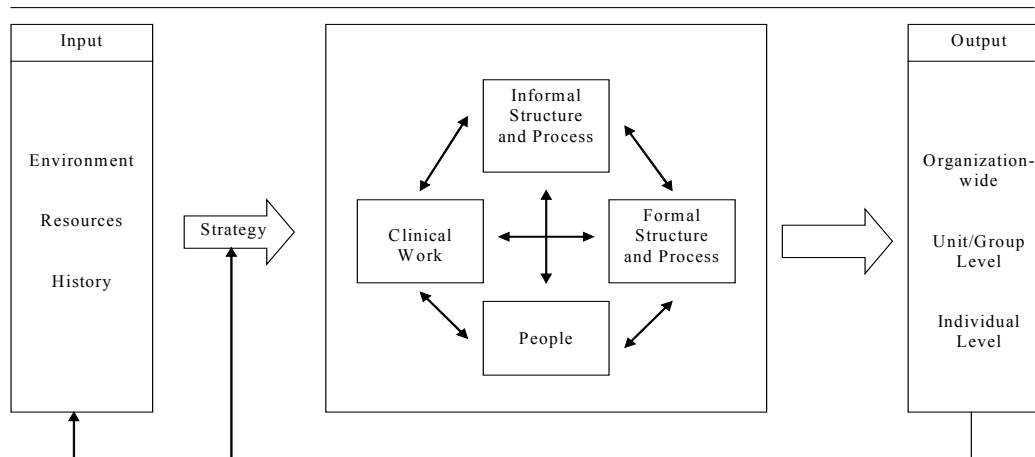 Input
Environment
Resources
History
Strategy
Informal
Structure
and Process
Clinical
Work
Formal
Structure
and Process
People
Output
Organization-
wide
Unit/Group
Level
Individual
Level